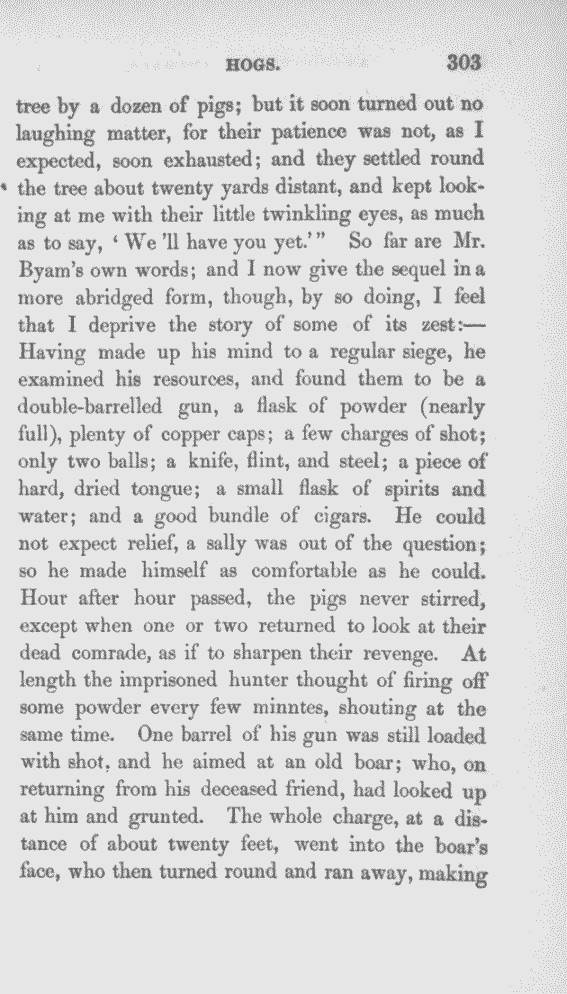 HOGS. 303
tree by a dozen of pigs; but it soon turned out no
laughing matter, for their patience was not, as I
expected, soon exhausted; and they settled round
the tree about twenty yards distant, and kept look-
ing at me with their little twinkling eyes, as much
as to say, ‘ We ’ll have you yet.’” So far are Mr.
Byam’s own words; and I now give the sequel in a
more abridged form, though, by so doing, I feel
that I deprive the story of some of its zest:—
Having made up his mind to a regular siege, he
examined his resources, and found them to be a
double-barrelled gun, a flask of powder (nearly
full), plenty of copper caps; a few charges of shot;
only two balls; a knife, flint, and steel; a piece of
hard, dried tongue; a small flask of spirits and
water; and a good bundle of cigars. He could
not expect relief, a sally was out of the question;
so he made himself as comfortable as he could.
Hour after hour passed, the pigs never stirred,
except when one or two returned to look at their
dead comrade, as if to sharpen their revenge. At
length the imprisoned hunter thought of firing off
some powder every few minntes, shouting at the
same time. One barrel of his gun was still loaded
with shot, and he aimed at an old boar; who, on
returning from his deceased friend, had looked up
at him and grunted. The whole charge, at a dis-
tance of about twenty feet, went into the boar’s
face, who then turned round and ran away, making